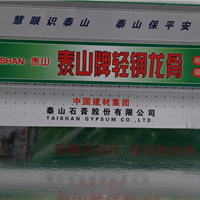 慧眼识泰山 泰山保平安
ISHAN·泰山 泰山牌轻钢龙骨
中国建材集团
泰山石膏股份有限公司
TAISHAN GYPSUM CO.,LTD.